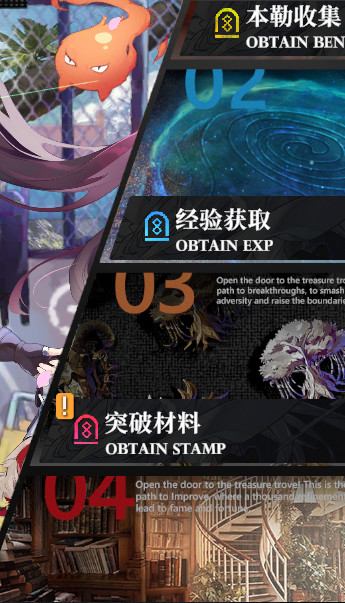 本勒收集
OBTAIN BEN
02
经验获取
OBTAIN EXP
03
Open the door to the treasure tro
path to breakthroughs, to smash
adversity and raise the boundarie
!
突破材料
OBTAIN STAMP
04
Open the door to the treasure trove! This is the
path to Improve, where a thousand refinement
lead to fame and fortune.